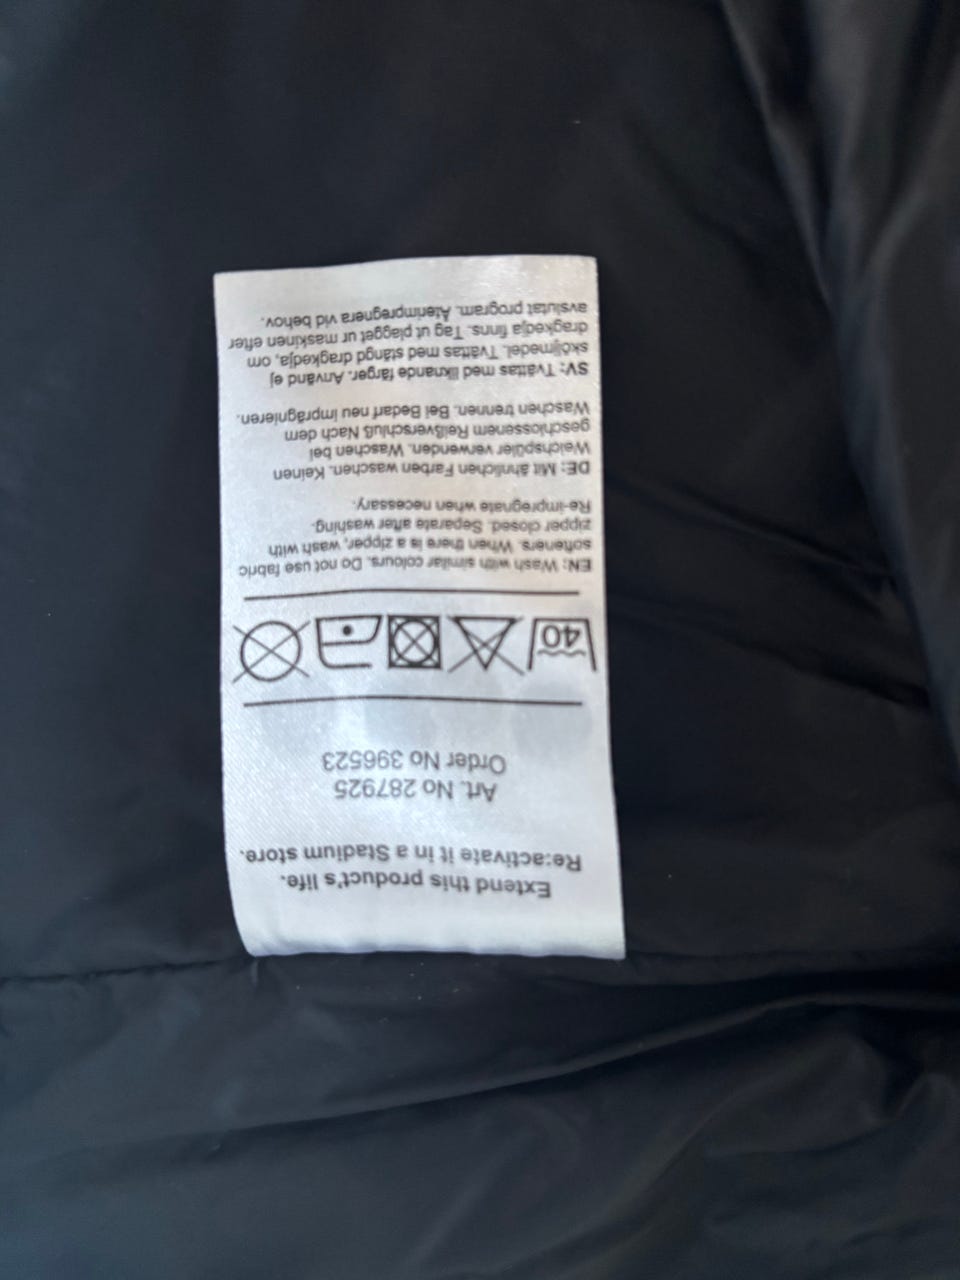 Extend this product's life.
Re:activate it in a Stadium store.
Art. No 287925
Order No 396523
40
EN: Wash with similar colours. Do not use fabric
softeners. When there is a zipper, wash with
zipper closed. Separate after washing.
Re-impregnate when necessary.
DE: Mit ähnlichen Farben waschen. Keinen
Weichspüler verwenden. Waschen bei
geschlossenem Reißverschluß Nach dem
Waschen trennen. Bei Bedarf neu imprägnieren.
SV: Tvättas med liknande färger. Använd ej
sköljmedel. Tvättas med stängd dragkedja, om
dragkedja finns. Tag ut plagget ur maskinen efter
avslutat program. Återimpregnera vid behov.